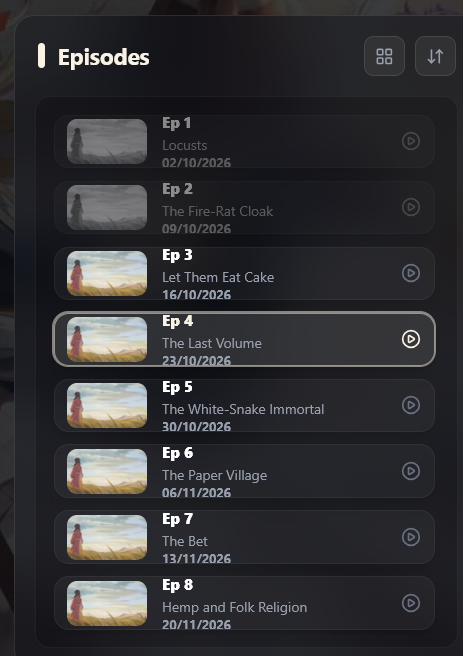 Episodes
Ep 1
Locusts
02/10/2026
Ep 2
The Fire-Rat Cloak
09/10/2026
Ep 3
Let Them Eat Cake
16/10/2026
Ep 4
The Last Volume
23/10/2026
Ep 5
The White-Snake Immortal
30/10/2026
Ep 6
The Paper Village
06/11/2026
Ep 7
The Bet
13/11/2026
Ep 8
Hemp and Folk Religion
20/11/2026